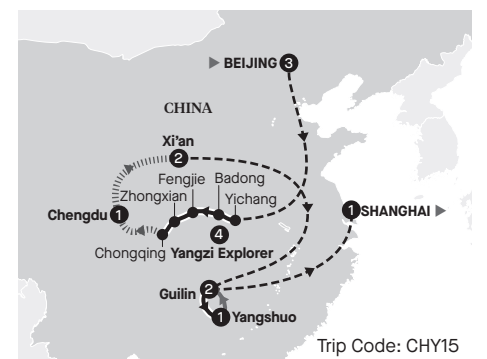 BEIJING 3
CHINA
Xi'an
2
Fengjie Badong
Zhongxian Yichang
Chengdu 1
1 SHANGHAI
4
Chongqing Yangzi Explorer
Guilin 2
1 Yangshuo
Trip Code: CHY15